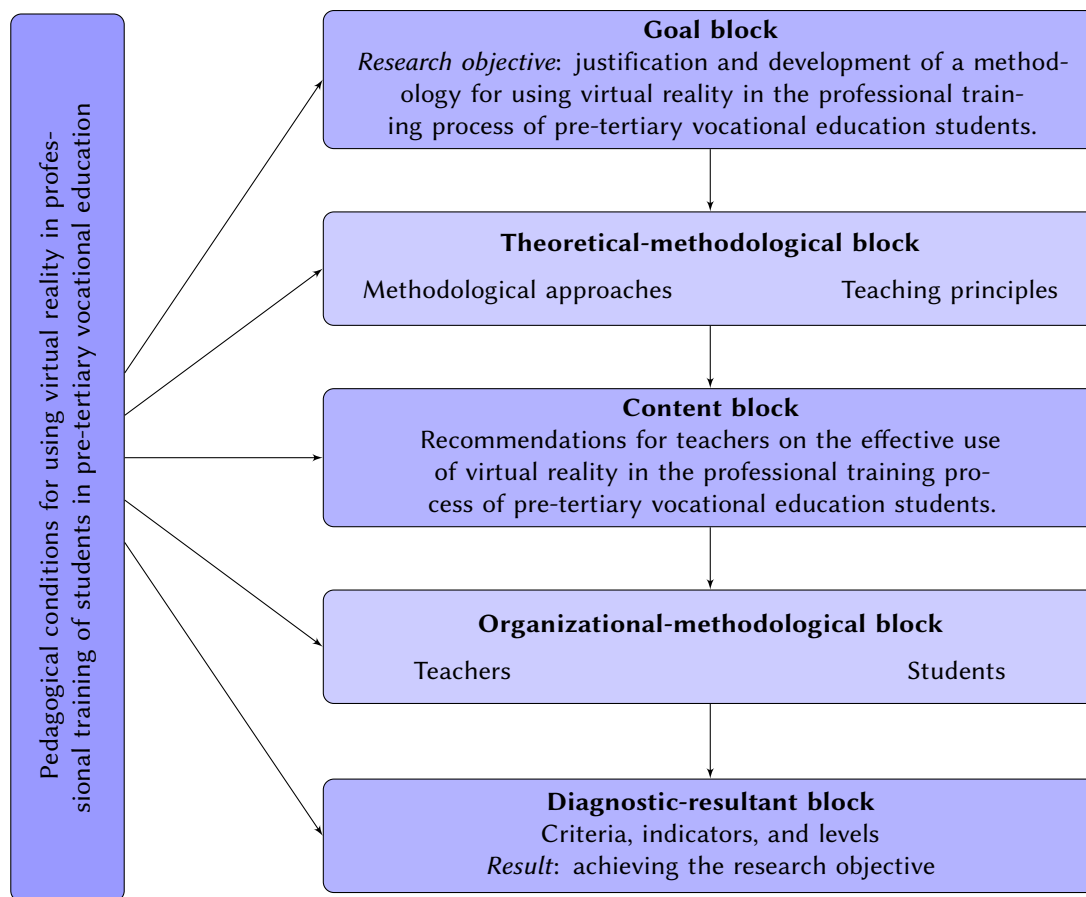 Pedagogical conditions for using virtual reality in profes-
sional training of students in pre-tertiary vocational education
Goal block
Research objective: justification and development of a method-
ology for using virtual reality in the professional train-
ing process of pre-tertiary vocational education students.
Theoretical-methodological block
Methodological approaches Teaching principles
Content block
Recommendations for teachers on the effective use
of virtual reality in the professional training pro-
cess of pre-tertiary vocational education students.
Organizational-methodological block
Teachers Students
Diagnostic-resultant block
Criteria, indicators, and levels
Result: achieving the research objective